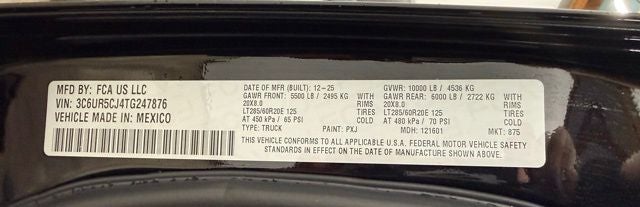 MFD BY: FCA US LLC
VIN: 3C6UR5CJ4TG247876
VEHICLE MADE IN: MEXICO
DATE OF MFR (BUILT): 12-25 GVWR: 10000 LB / 4536 KG
GAWR FRONT: 5500 LB / 2495 KG WITH GAWR REAR: 6000 LB / 2722 KG WITH
20X8.0 RIMS 20X8.0 RIMS
LT285/60R20E 125 TIRES LT285/60R20E 125 TIRES
AT 450 kPa / 65 PSI AT 480 kPa / 70 PSI
TYPE: TRUCK PAINT: PXJ MDH: 121601 MKT: 875
THIS VEHICLE CONFORMS TO ALL APPLICABLE U.S.A. FEDERAL MOTOR VEHICLE SAFETY
STANDARDS IN EFFECT ON THE DATE OF MANUFACTURE SHOWN ABOVE.